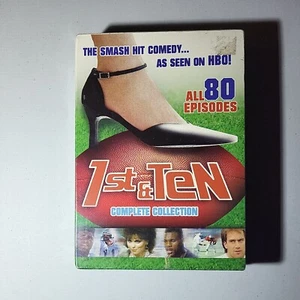 THE SMASH HIT COMEDY...
AS SEEN ON HBO!
ALL 80
EPISODES
1st & TeN
COMPLETE COLLECTION